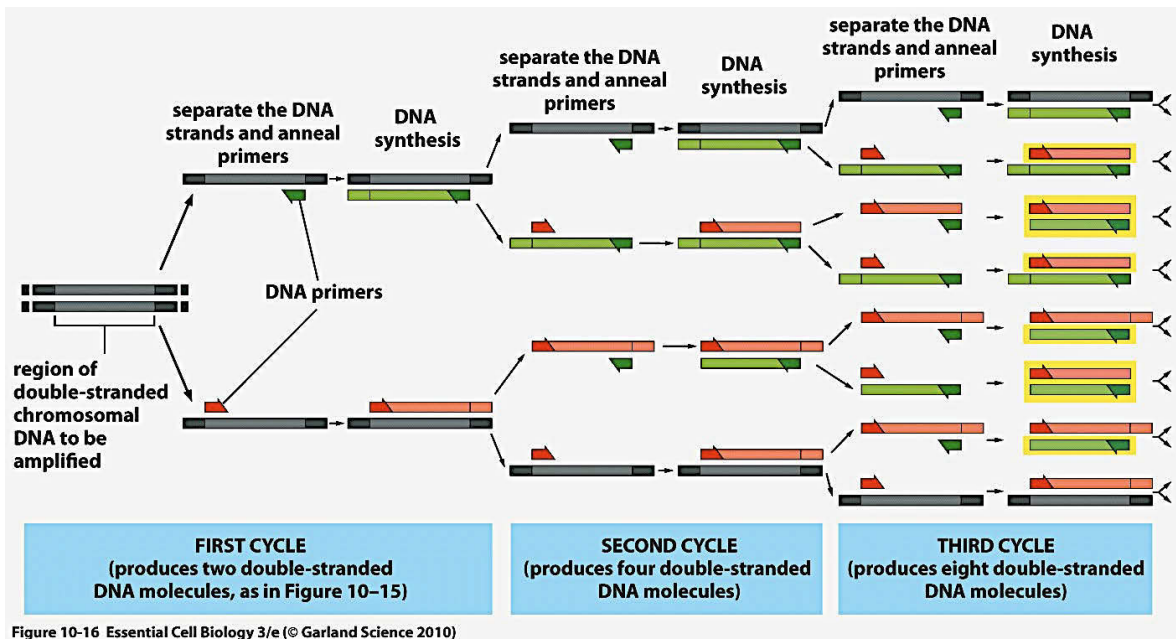 separate the DNA
strands and anneal
primers
DNA
synthesis
separate the DNA
strands and anneal
primers
DNA
synthesis
separate the DNA
strands and anneal
primers
DNA
synthesis
DNA primers
region of
double-stranded
chromosomal
DNA to be
amplified
FIRST CYCLE
(produces two double-stranded
DNA molecules, as in Figure 10–15)
SECOND CYCLE
(produces four double-stranded
DNA molecules)
THIRD CYCLE
(produces eight double-stranded
DNA molecules)
Figure 10-16 Essential Cell Biology 3/e (© Garland Science 2010)